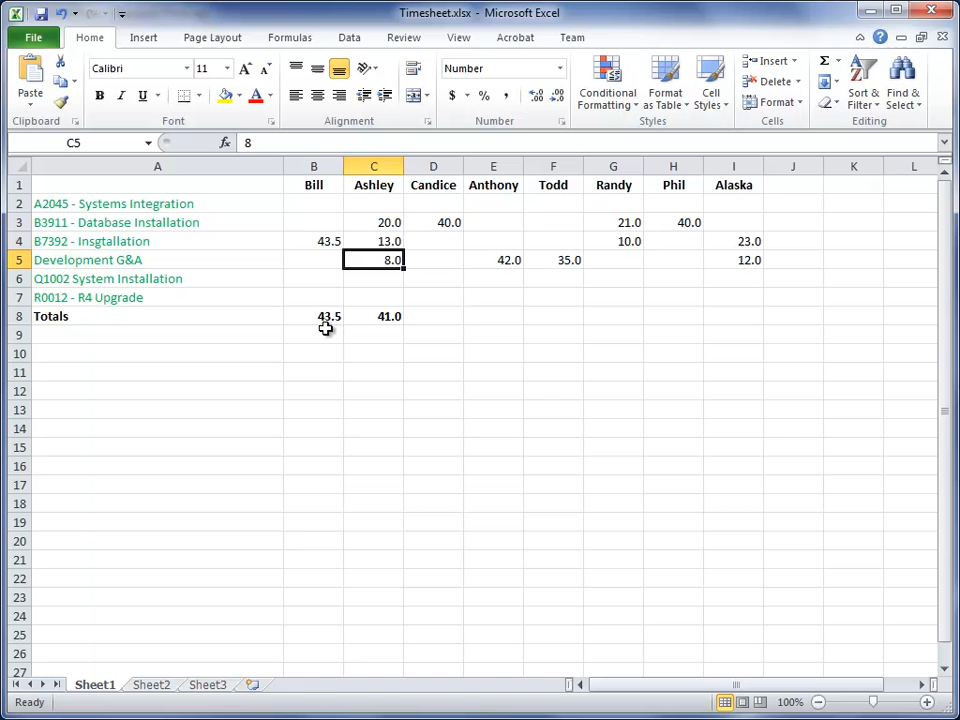 Timesheet.xlsx - Microsoft Excel
File Home Insert Page Layout Formulas Data Review View Acrobat Team
Paste
Clipboard
Calibri 11 A A
B I U A
Font
Alignment
Number
$ % , .0 .00 .00 .0
Number
Conditional Formatting
Format as Table
Cell Styles
Styles
Insert
Delete
Format
Cells
Σ
Sort & Filter
Find & Select
Editing
C5 fx 8
A B C D E F G H I J K L
1 Bill Ashley Candice Anthony Todd Randy Phil Alaska
2 A2045 - Systems Integration
3 B3911 - Database Installation 20.0 40.0 21.0 40.0
4 B7392 - Insgtallation 43.5 13.0 10.0 23.0
5 Development G&A 8.0 42.0 35.0 12.0
6 Q1002 System Installation
7 R0012 - R4 Upgrade
8 Totals 43.5 41.0
9
10
11
12
13
14
15
16
17
18
19
20
21
22
23
24
25
26
27
Sheet1 Sheet2 Sheet3
Ready 100%